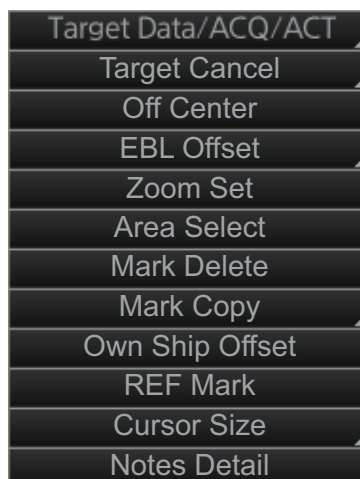 Target Data/ACQ/ACT
Target Cancel
Off Center
EBL Offset
Zoom Set
Area Select
Mark Delete
Mark Copy
Own Ship Offset
REF Mark
Cursor Size
Notes Detail